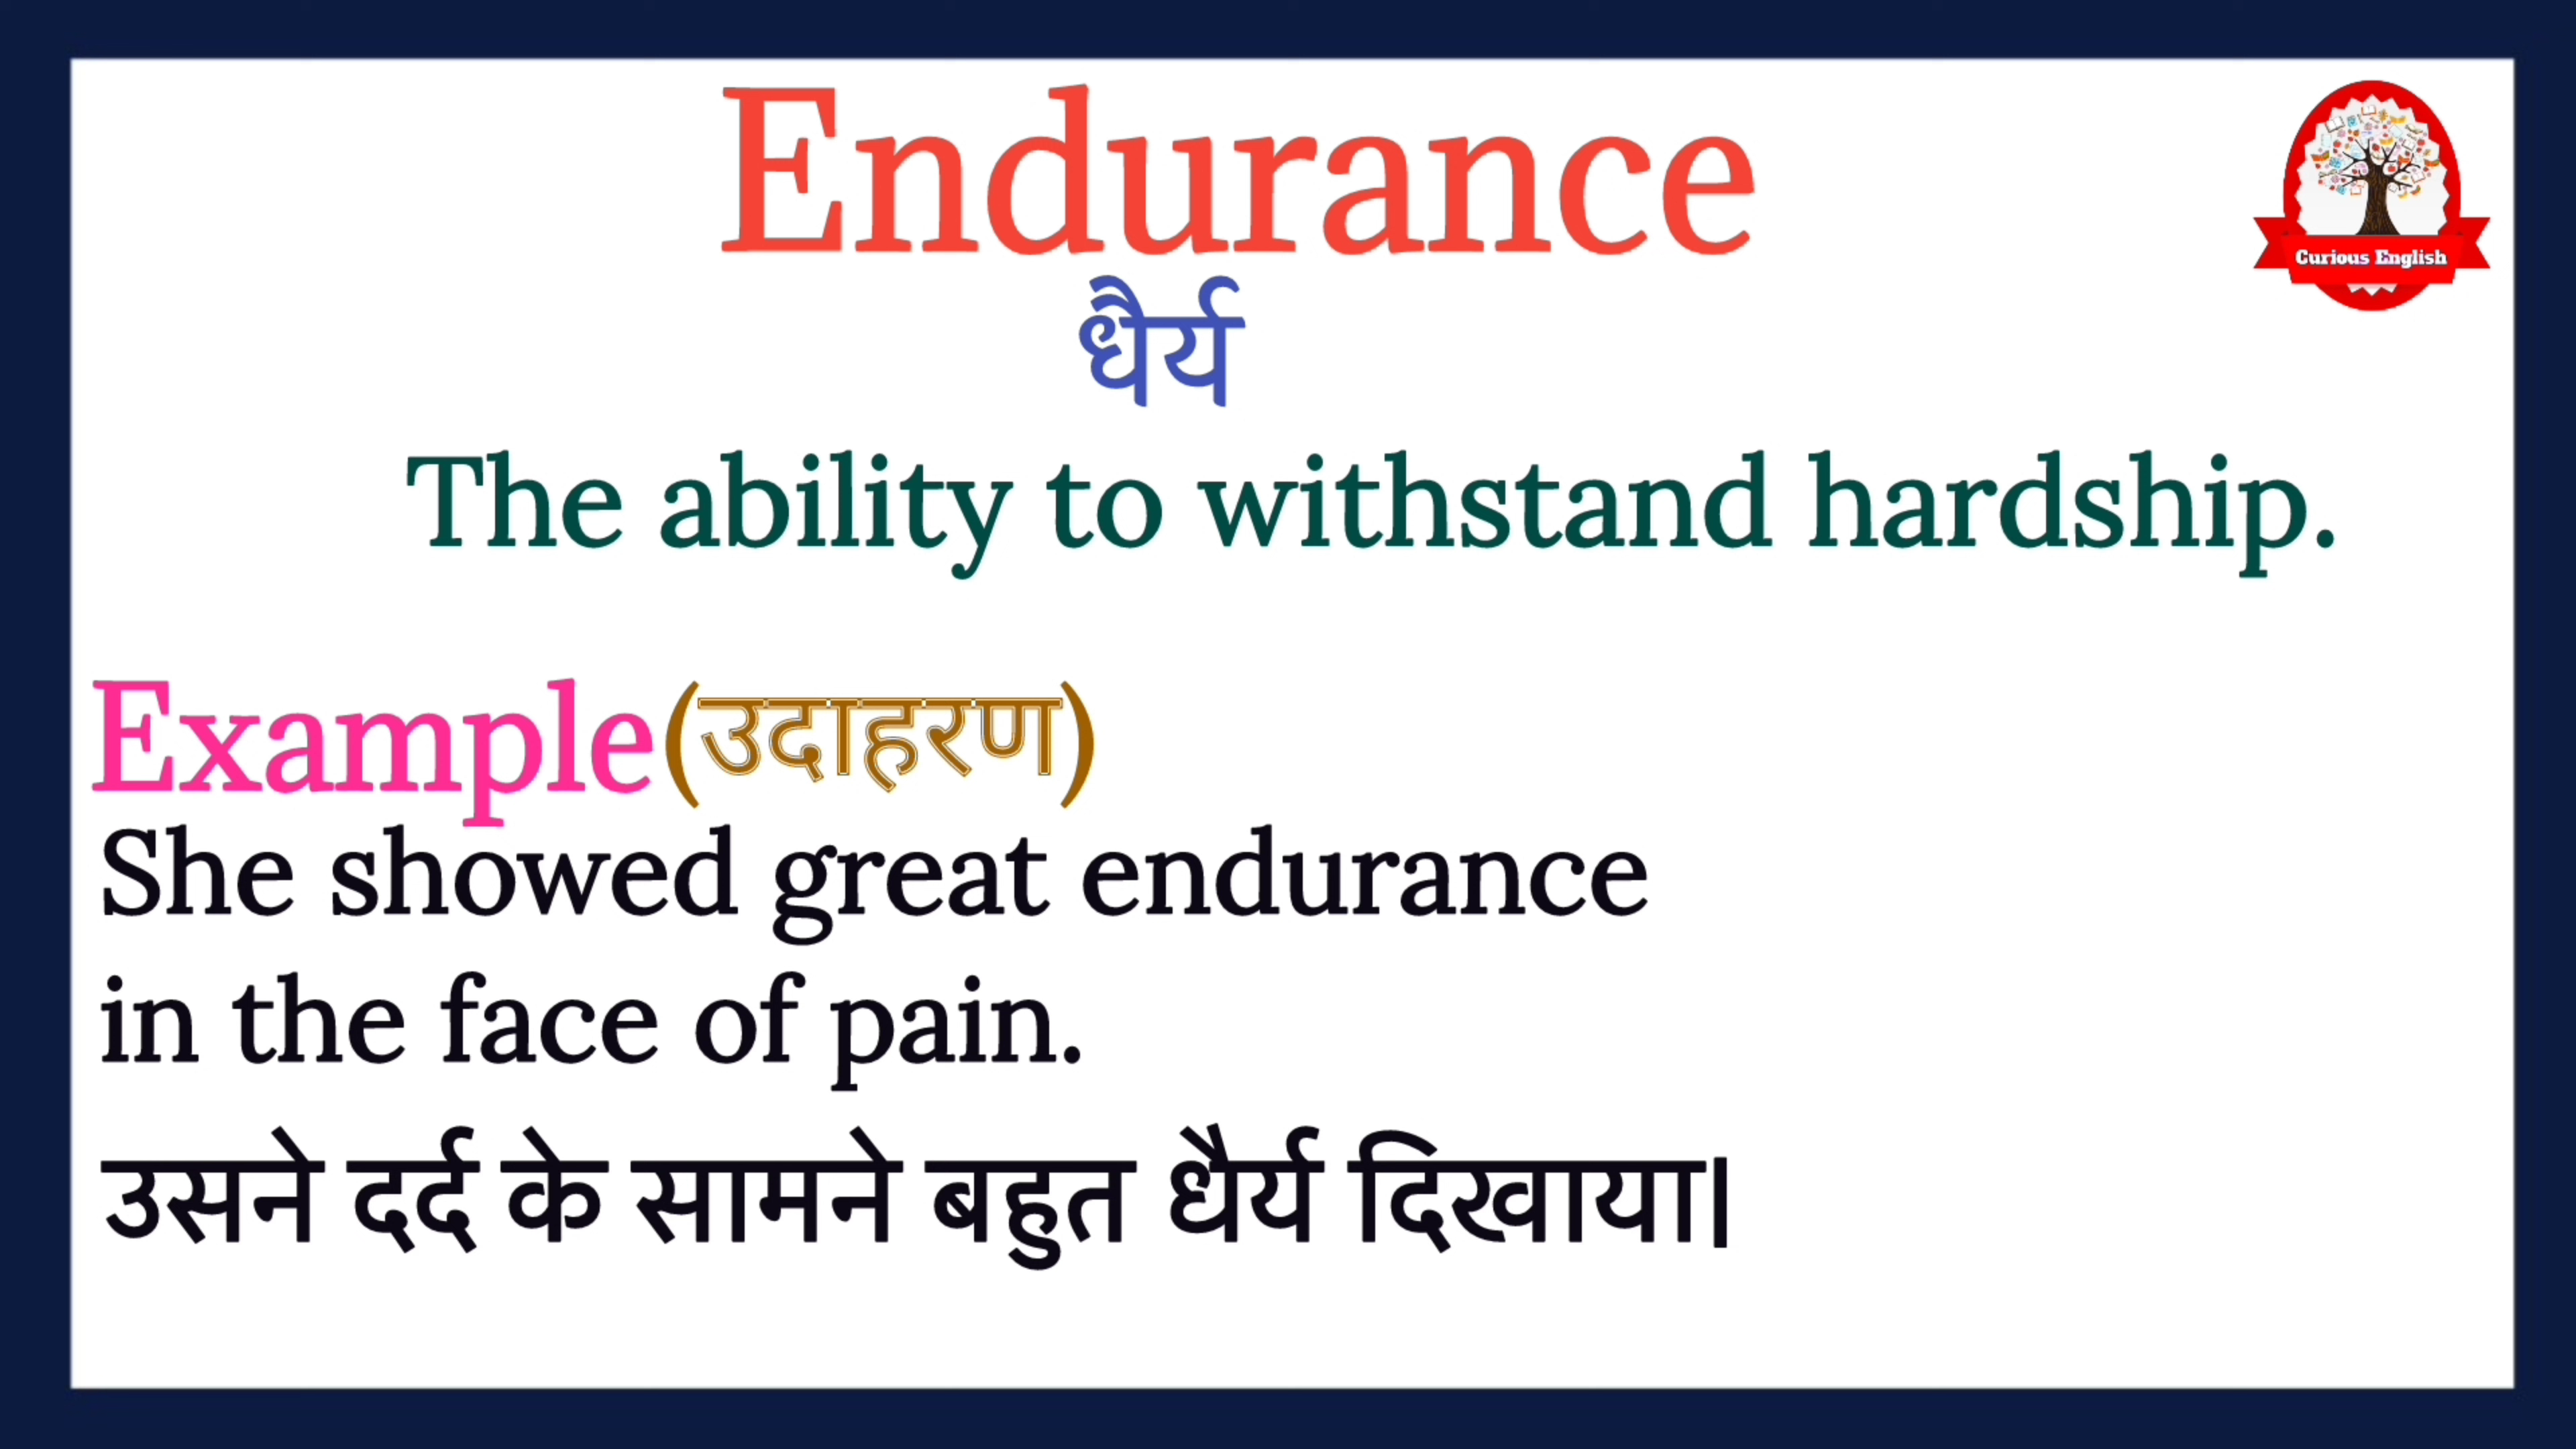 Endurance
Curious English
धैर्य
The ability to withstand hardship.
Example(उदाहरण)
She showed great endurance
in the face of pain.
उसने दर्द के सामने बहुत धैर्य दिखाया।